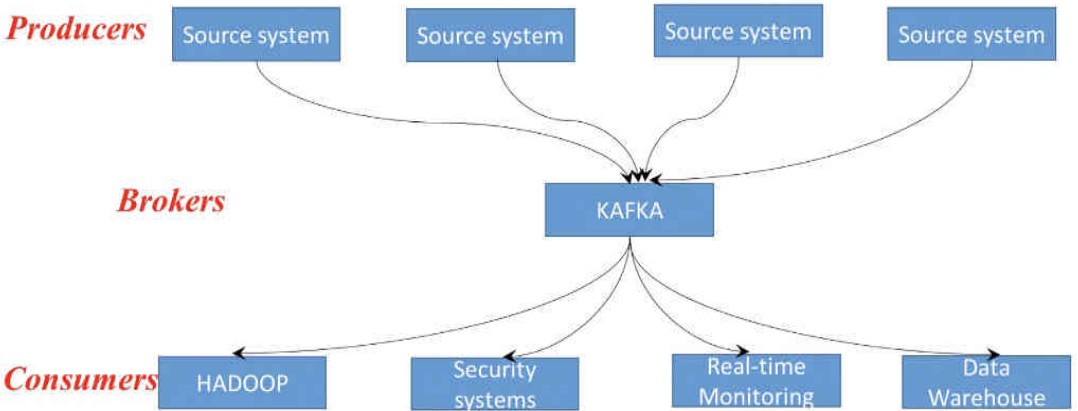 Producers
Source system
Source system
Source system
Source system
Brokers
KAFKA
Consumers
HADOOP
Security
systems
Real-time
Monitoring
Data
Warehouse